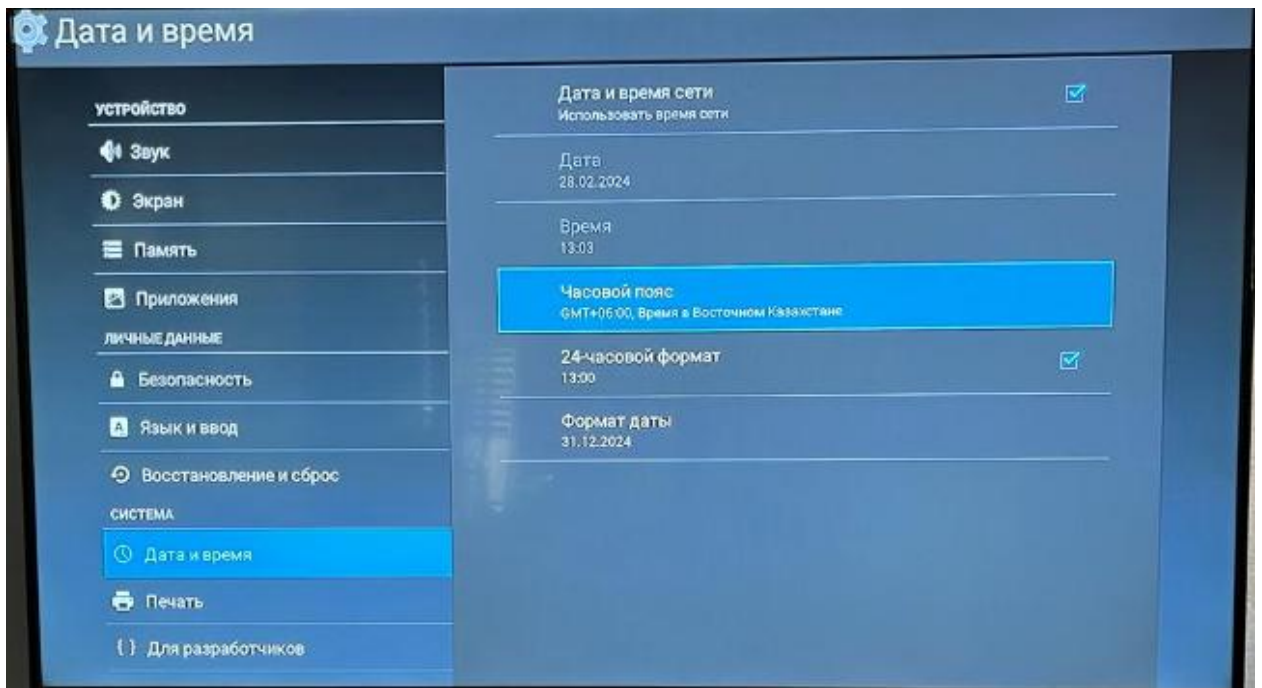 Дата и время
УСТРОЙСТВО
Звук
Экран
Память
Приложения
ЛИЧНЫЕ ДАННЫЕ
Безопасность
Язык и ввод
Восстановление и сброс
СИСТЕМА
Дата и время
Печать
{ } Для разработчиков
Дата и время сети
Использовать время сети
Дата
28.02.2024
Время
13:03
Часовой пояс
GMT+06:00, Время в Восточном Казахстане
24-часовой формат
13:00
Формат даты
31.12.2024